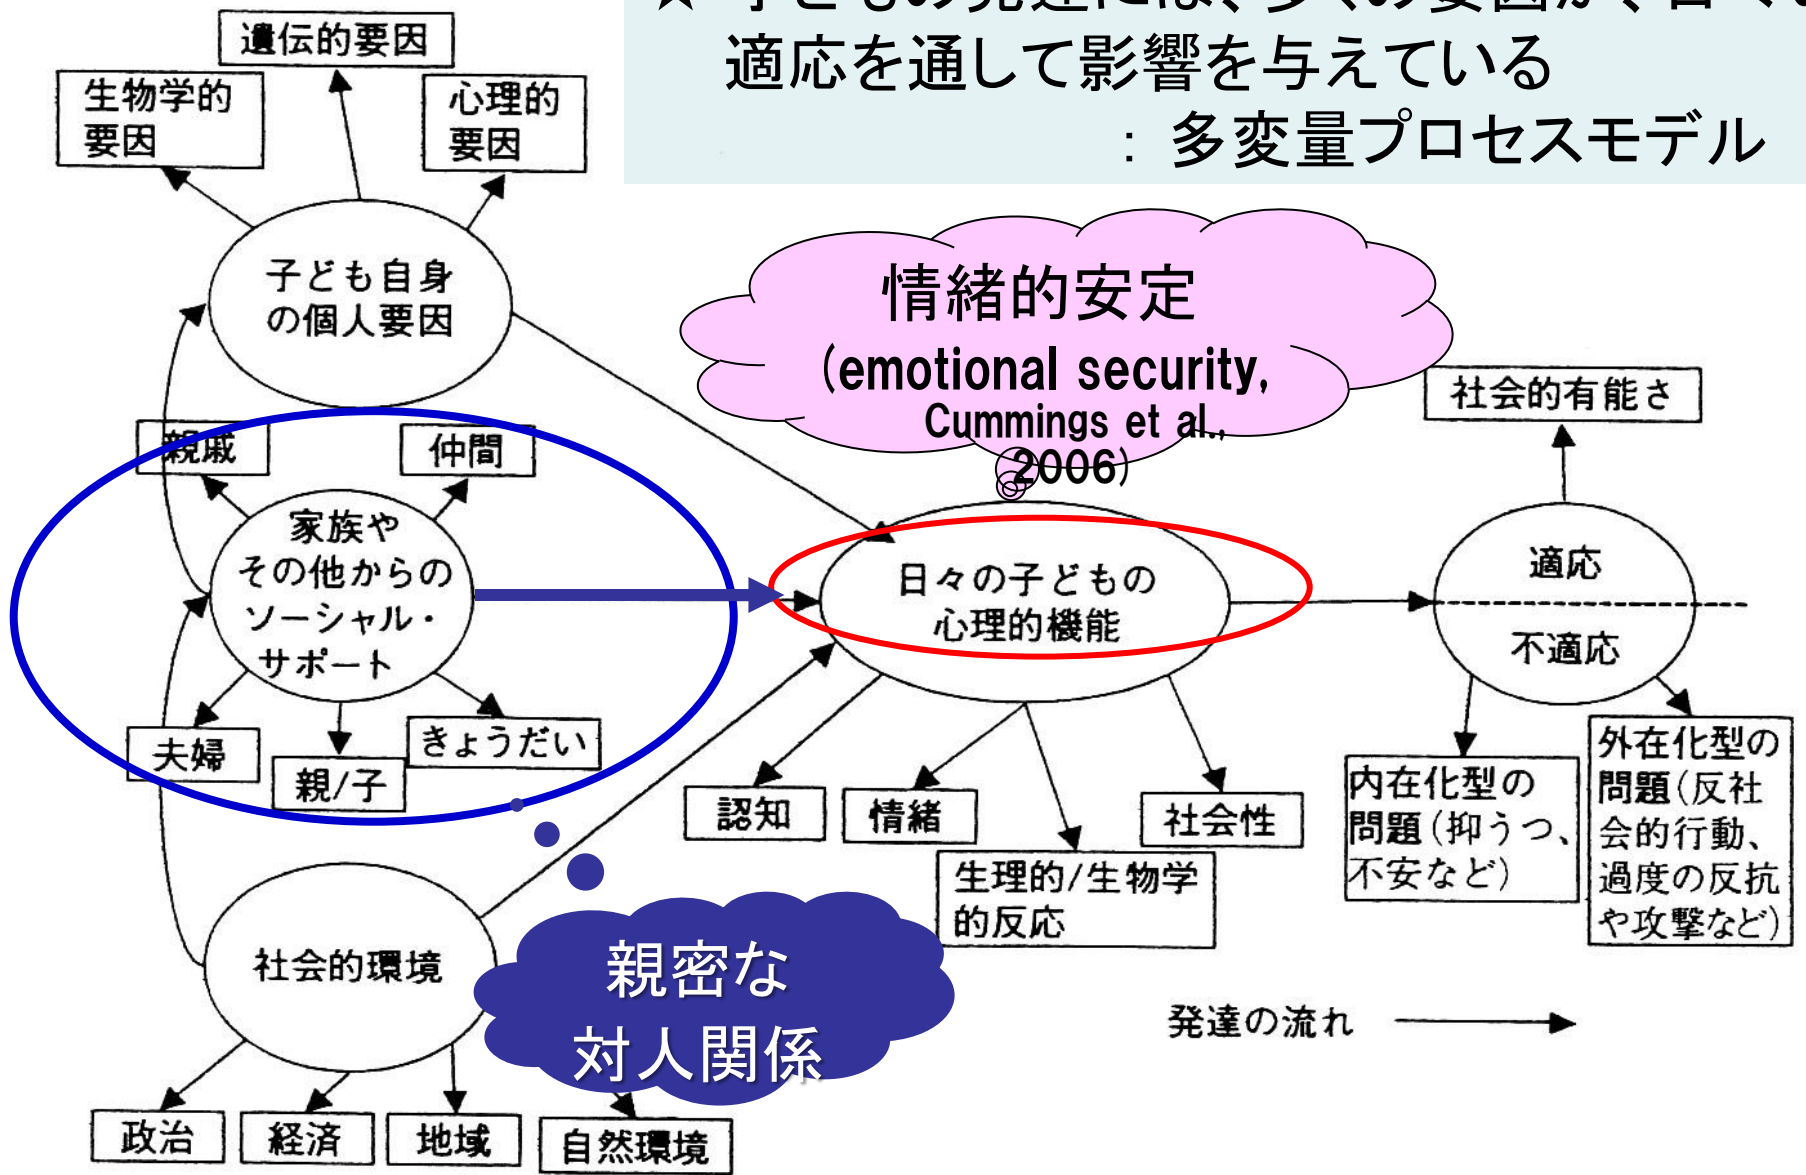 適応を通して影響を与えている
: 多変量プロセスモデル
遺伝的要因
生物学的
要因
心理的
要因
子ども自身
の個人要因
情緒的安定
(emotional security,
Cummings et al.,
2006)
社会的有能さ
親戚
仲間
家族や
その他からの
ソーシャル・
サポート
日々の子どもの
心理的機能
適応
不適応
夫婦
親/子
きょうだい
認知
情緒
生理的/生物学
的反応
社会性
内在化型の
問題(抑うつ、
不安など)
外在化型の
問題(反社
会的行動、
過度の反抗
や攻撃など)
社会的環境
親密な
対人関係
発達の流れ
政治
経済
地域
自然環境